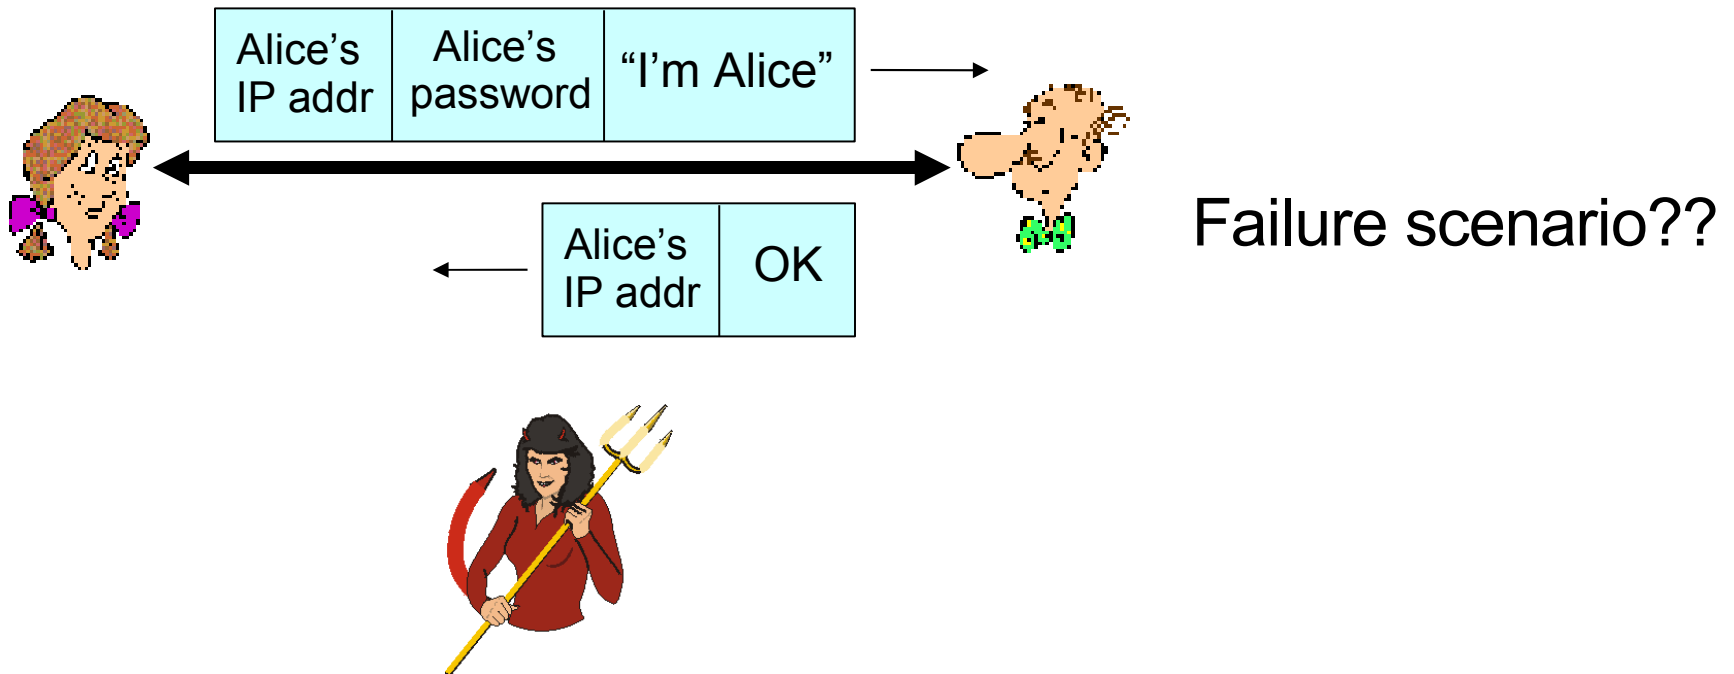 Alice’s
IP addr
Alice’s
password
“I’m Alice”
Alice’s
IP addr
OK
Failure scenario??